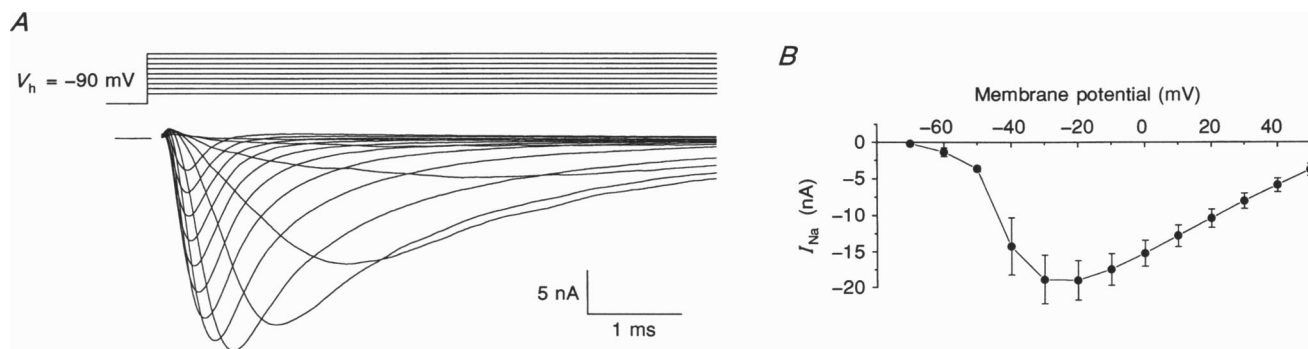 A
V_h = −90 mV
5 nA
1 ms
B
Membrane potential (mV)
−60 −40 −20 0 20 40
0
−5
−10
−15
−20
I_Na (nA)